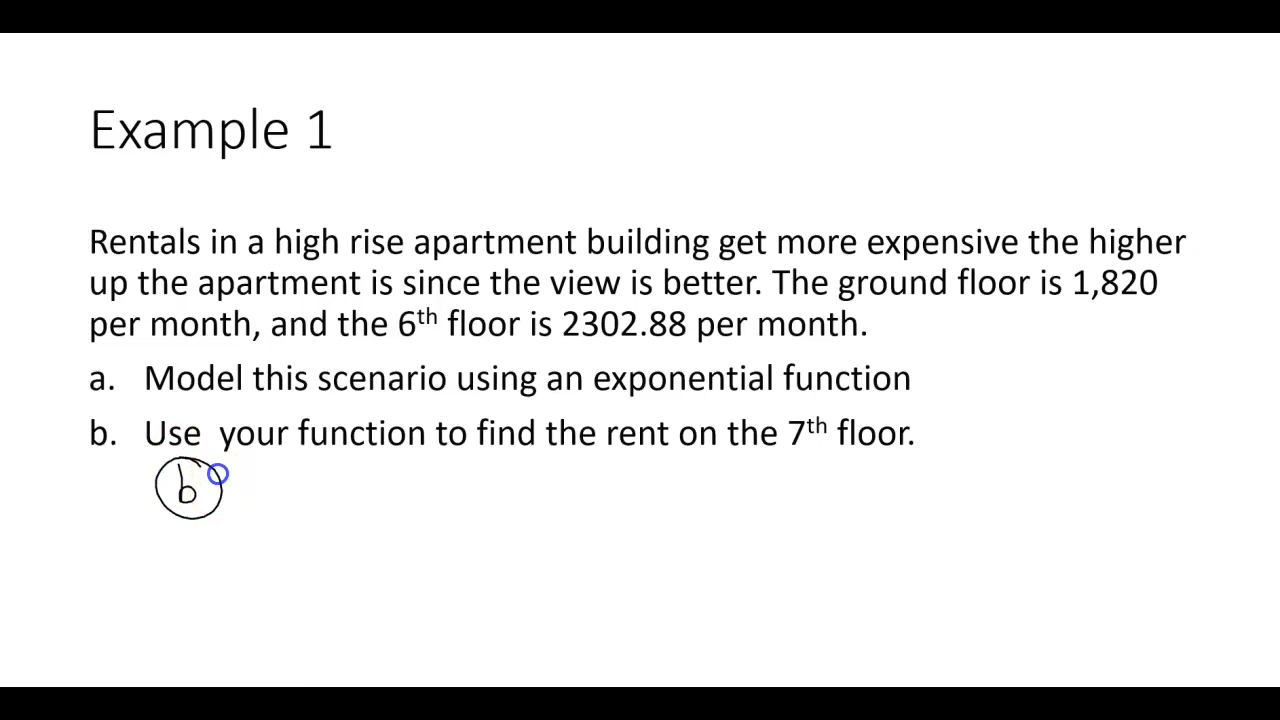 Example 1
Rentals in a high rise apartment building get more expensive the higher
up the apartment is since the view is better. The ground floor is 1,820
per month, and the 6th floor is 2302.88 per month.
a. Model this scenario using an exponential function
b. Use your function to find the rent on the 7th floor.
b